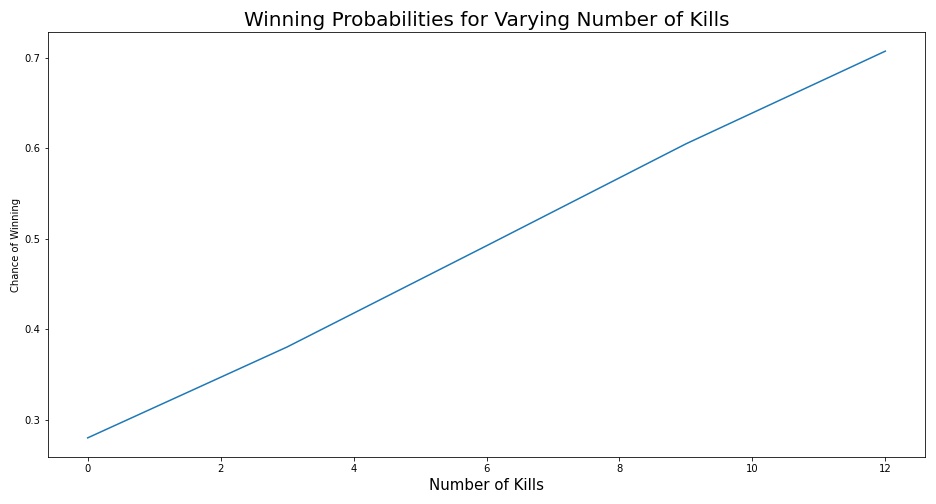 Winning Probabilities for Varying Number of Kills
0.7
0.6
0.5
0.4
0.3
Chance of Winning
0 2 4 6 8 10 12
Number of Kills